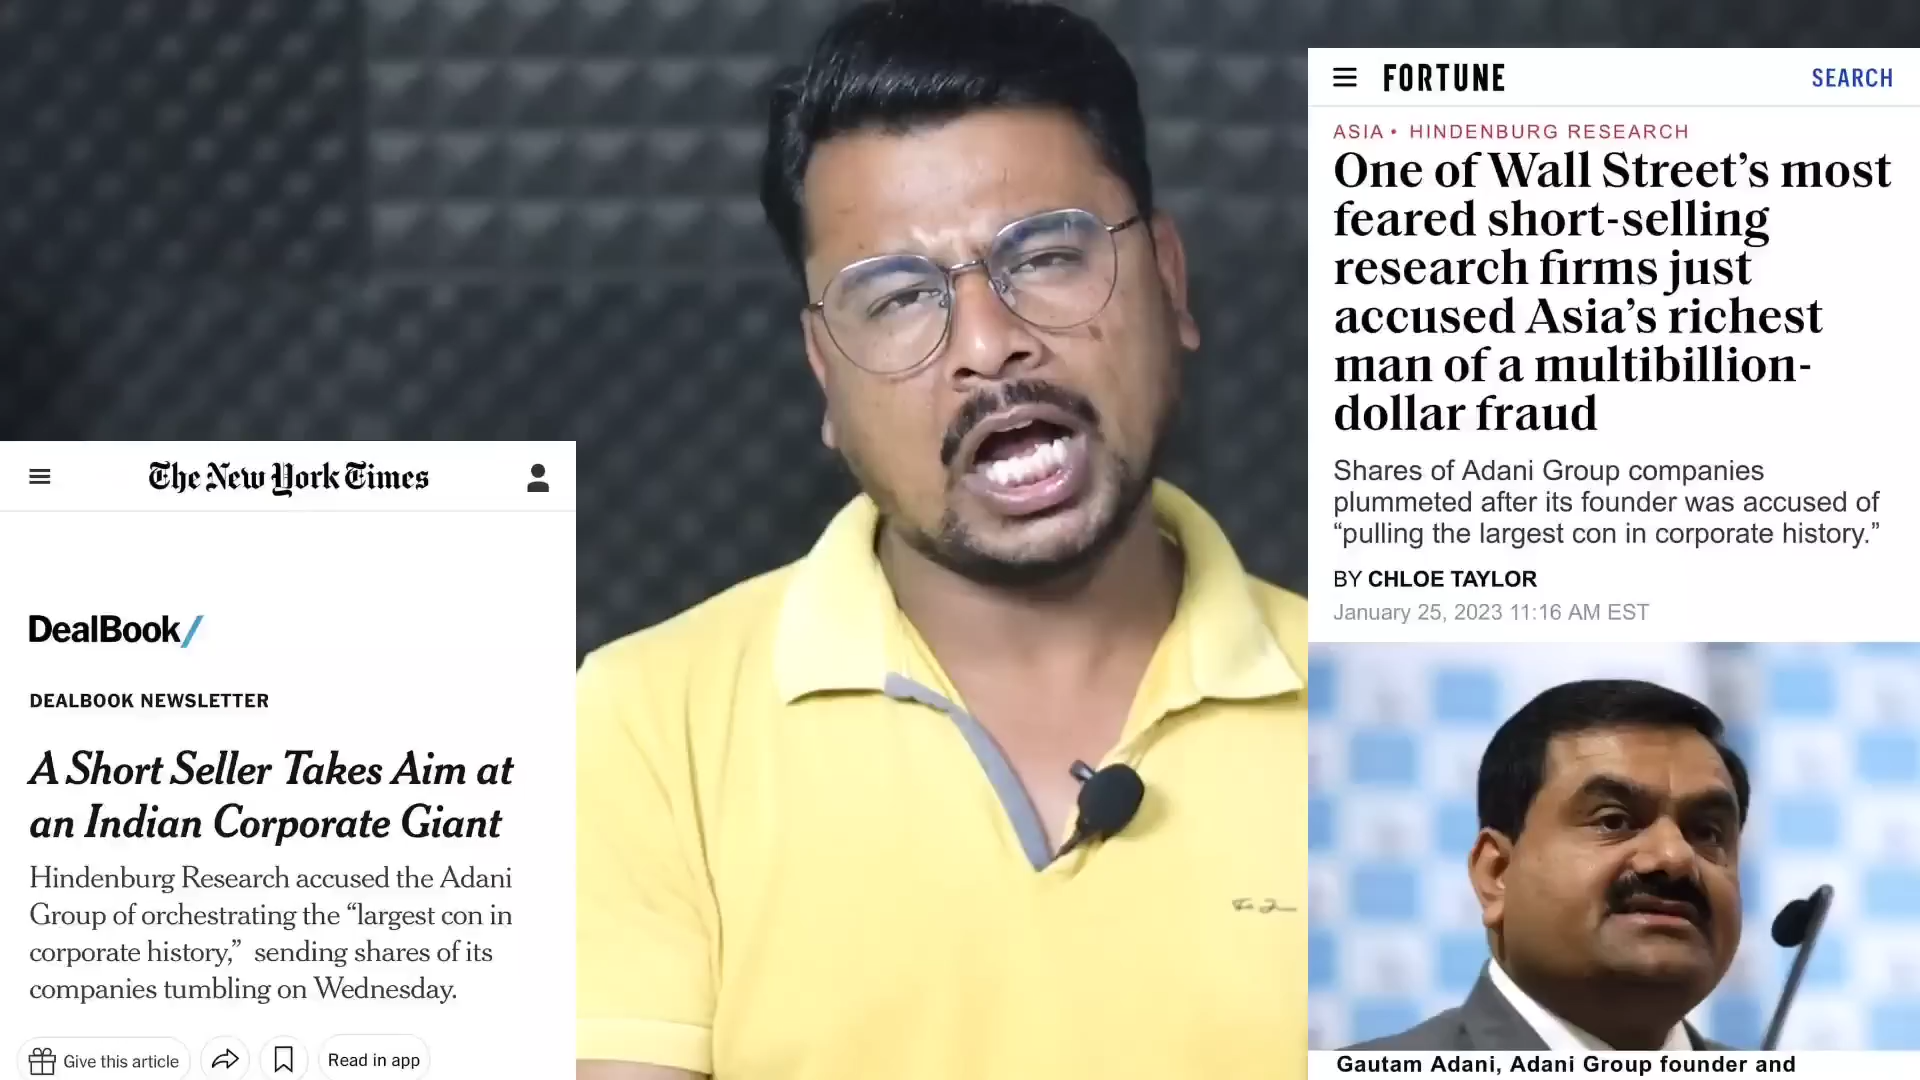 The New York Times
DealBook/
DEALBOOK NEWSLETTER
A Short Seller Takes Aim at
an Indian Corporate Giant
Hindenburg Research accused the Adani
Group of orchestrating the “largest con in
corporate history,” sending shares of its
companies tumbling on Wednesday.
Give this article
Read in app
FORTUNE
SEARCH
ASIA • HINDENBURG RESEARCH
One of Wall Street’s most
feared short-selling
research firms just
accused Asia’s richest
man of a multibillion-
dollar fraud
Shares of Adani Group companies
plummeted after its founder was accused of
“pulling the largest con in corporate history.”
BY CHLOE TAYLOR
January 25, 2023 11:16 AM EST
Gautam Adani, Adani Group founder and